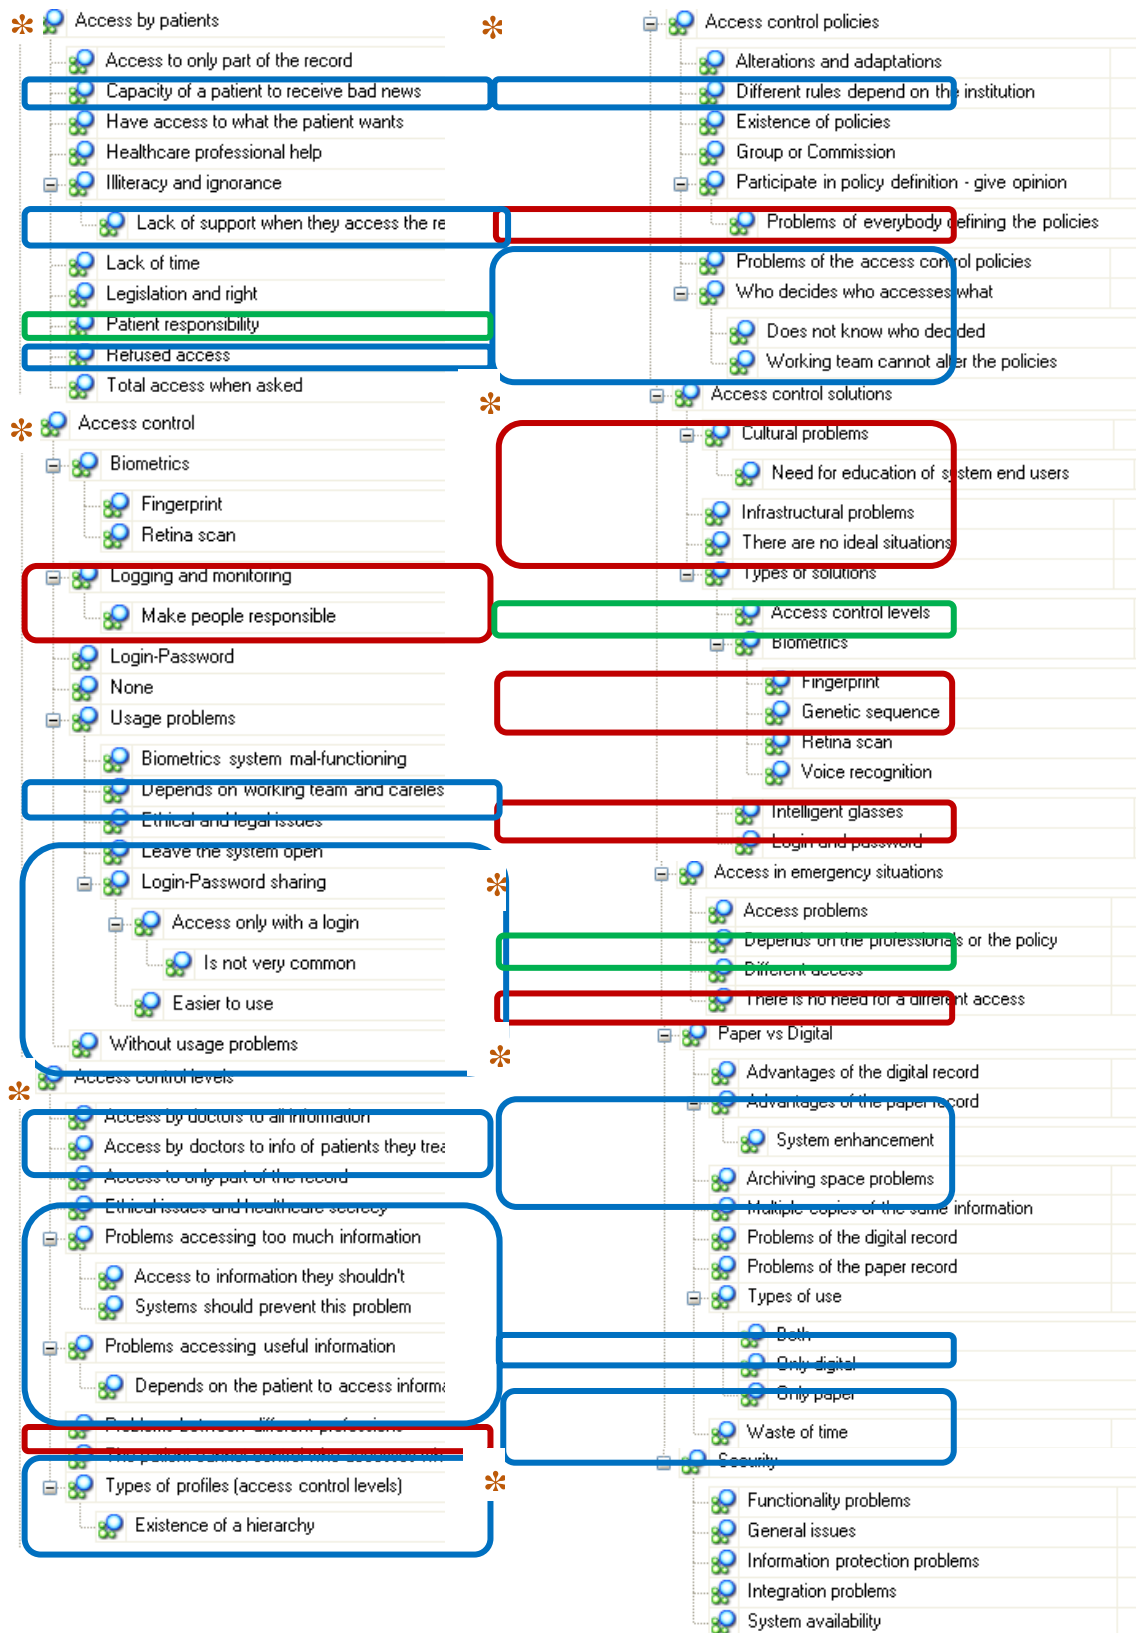 Access by patients
Access to only part of the record
Capacity of a patient to receive bad news
Have access to what the patient wants
Healthcare professional help
Illiteracy and ignorance
Lack of support when they access the re
Lack of time
Legislation and right
Patient responsibility
Refused access
Total access when asked
Access control
Biometrics
Fingerprint
Retina scan
Logging and monitoring
Make people responsible
Login-Password
None
Usage problems
Biometrics system mal-functioning
Depends on working team and careles
Ethical and legal issues
Leave the system open
Login-Password sharing
Access only with a login
Is not very common
Easier to use
Without usage problems
Access control levels
Access by doctors to all information
Access by doctors to info of patients they trea
Access to only part of the record
Ethical issues and healthcare secrecy
Problems accessing too much information
Access to information they shouldn't
Systems should prevent this problem
Problems accessing useful information
Depends on the patient to access informa
Problems between different professions
The patient cannot control who accesses wh
Types of profiles (access control levels)
Existence of a hierarchy
Access control policies
Alterations and adaptations
Different rules depend on the institution
Existence of policies
Group or Commission
Participate in policy definition - give opinion
Problems of everybody defining the policies
Problems of the access control policies
Who decides who accesses what
Does not know who decided
Working team cannot alter the policies
Access control solutions
Cultural problems
Need for education of system end users
Infrastructural problems
There are no ideal situations
Types of solutions
Access control levels
Biometrics
Fingerprint
Genetic sequence
Retina scan
Voice recognition
Intelligent glasses
Login and password
Access in emergency situations
Access problems
Depends on the professionals or the policy
Different access
There is no need for a different access
Paper vs Digital
Advantages of the digital record
Advantages of the paper record
System enhancement
Archiving space problems
Multiple copies of the same information
Problems of the digital record
Problems of the paper record
Types of use
Both
Only digital
Only paper
Waste of time
Security
Functionality problems
General issues
Information protection problems
Integration problems
System availability